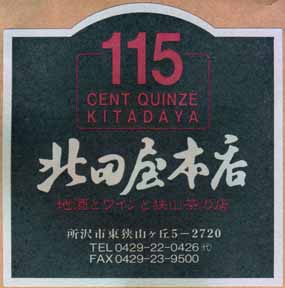 115
CENT QUINZE
KITADAYA
北田屋本店
地酒とワインと狭山茶の店
所沢市東狭山ヶ丘5-2720
TEL 0429-22-0426 代
FAX 0429-23-9500